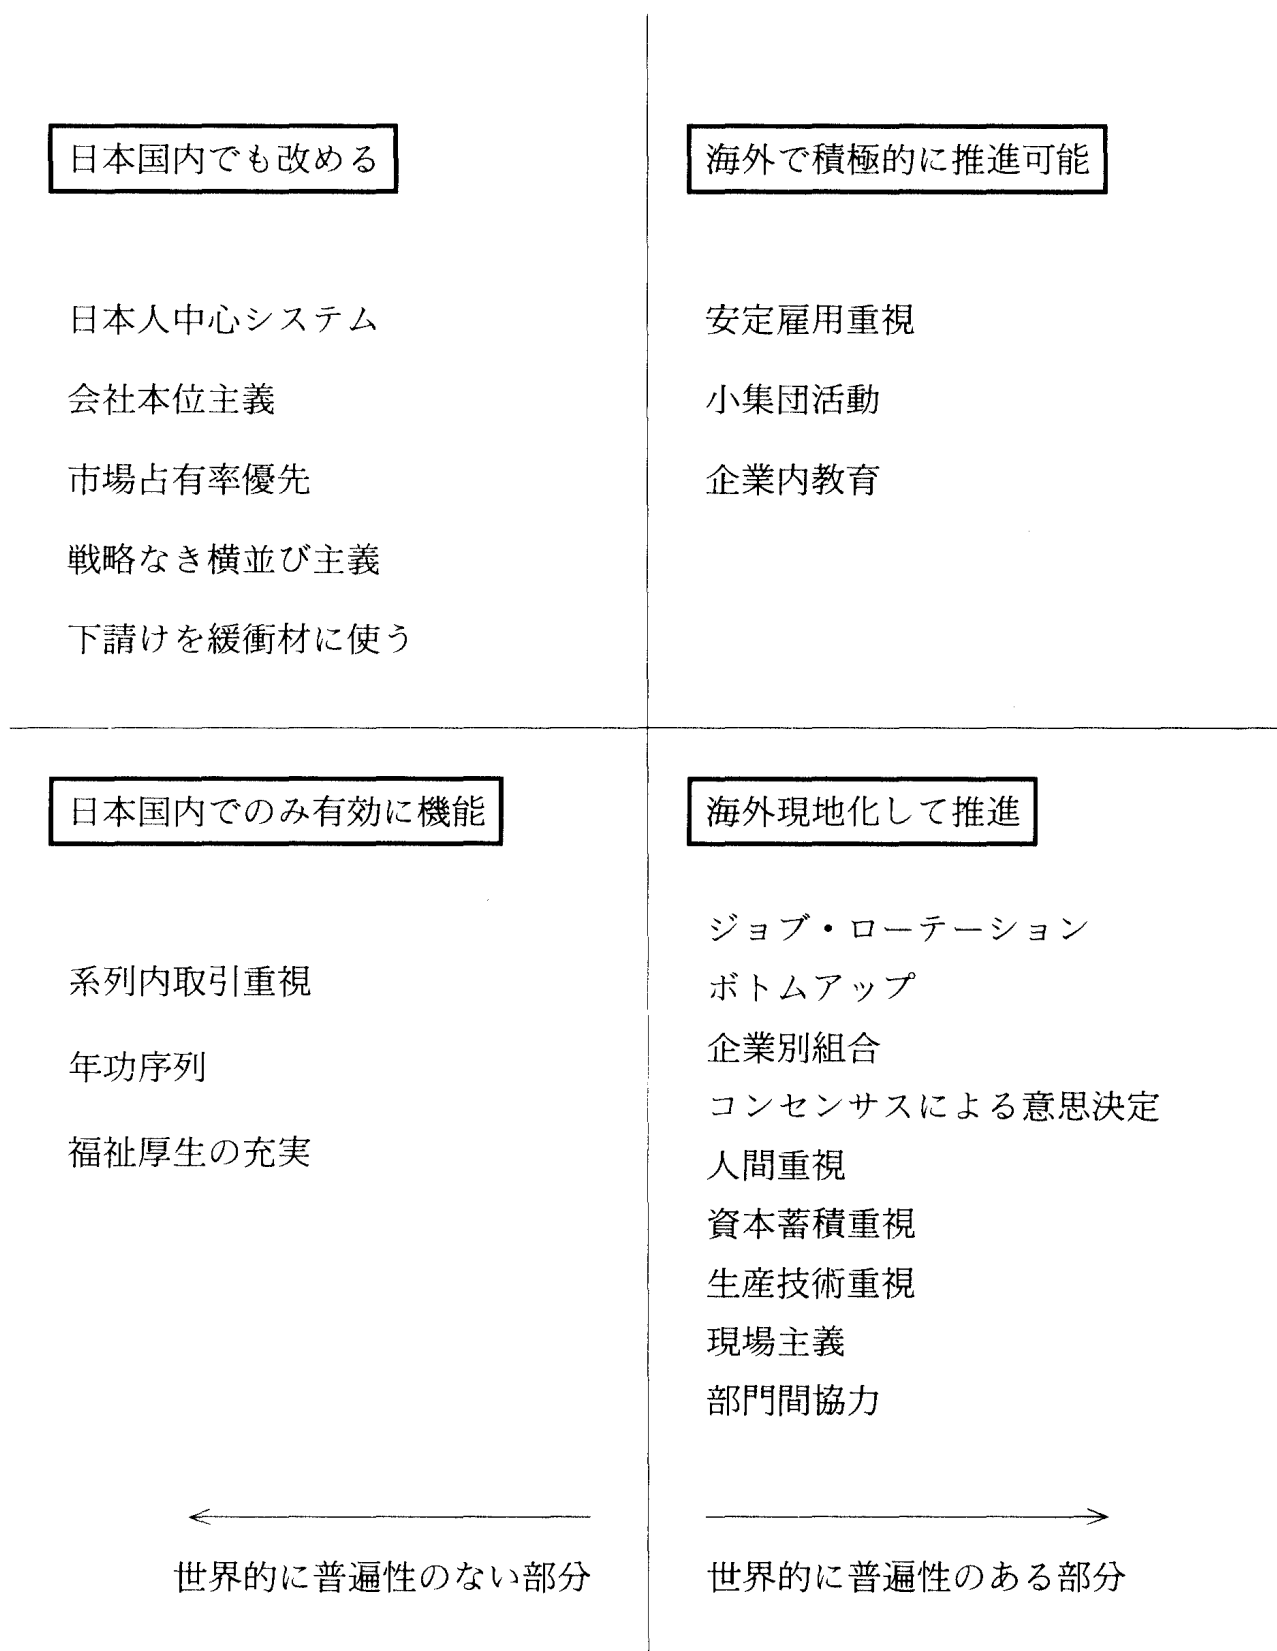 日本国内でも改める
日本人中心システム
会社本位主義
市場占有率優先
戦略なき横並び主義
下請けを緩衝材に使う
海外で積極的に推進可能
安定雇用重視
小集団活動
企業内教育
日本国内でのみ有効に機能
系列内取引重視
年功序列
福祉厚生の充実
海外現地化して推進
ジョブ・ローテーション
ボトムアップ
企業別組合
コンセンサスによる意思決定
人間重視
資本蓄積重視
生産技術重視
現場主義
部門間協力
世界的に普遍性のない部分
世界的に普遍性のある部分